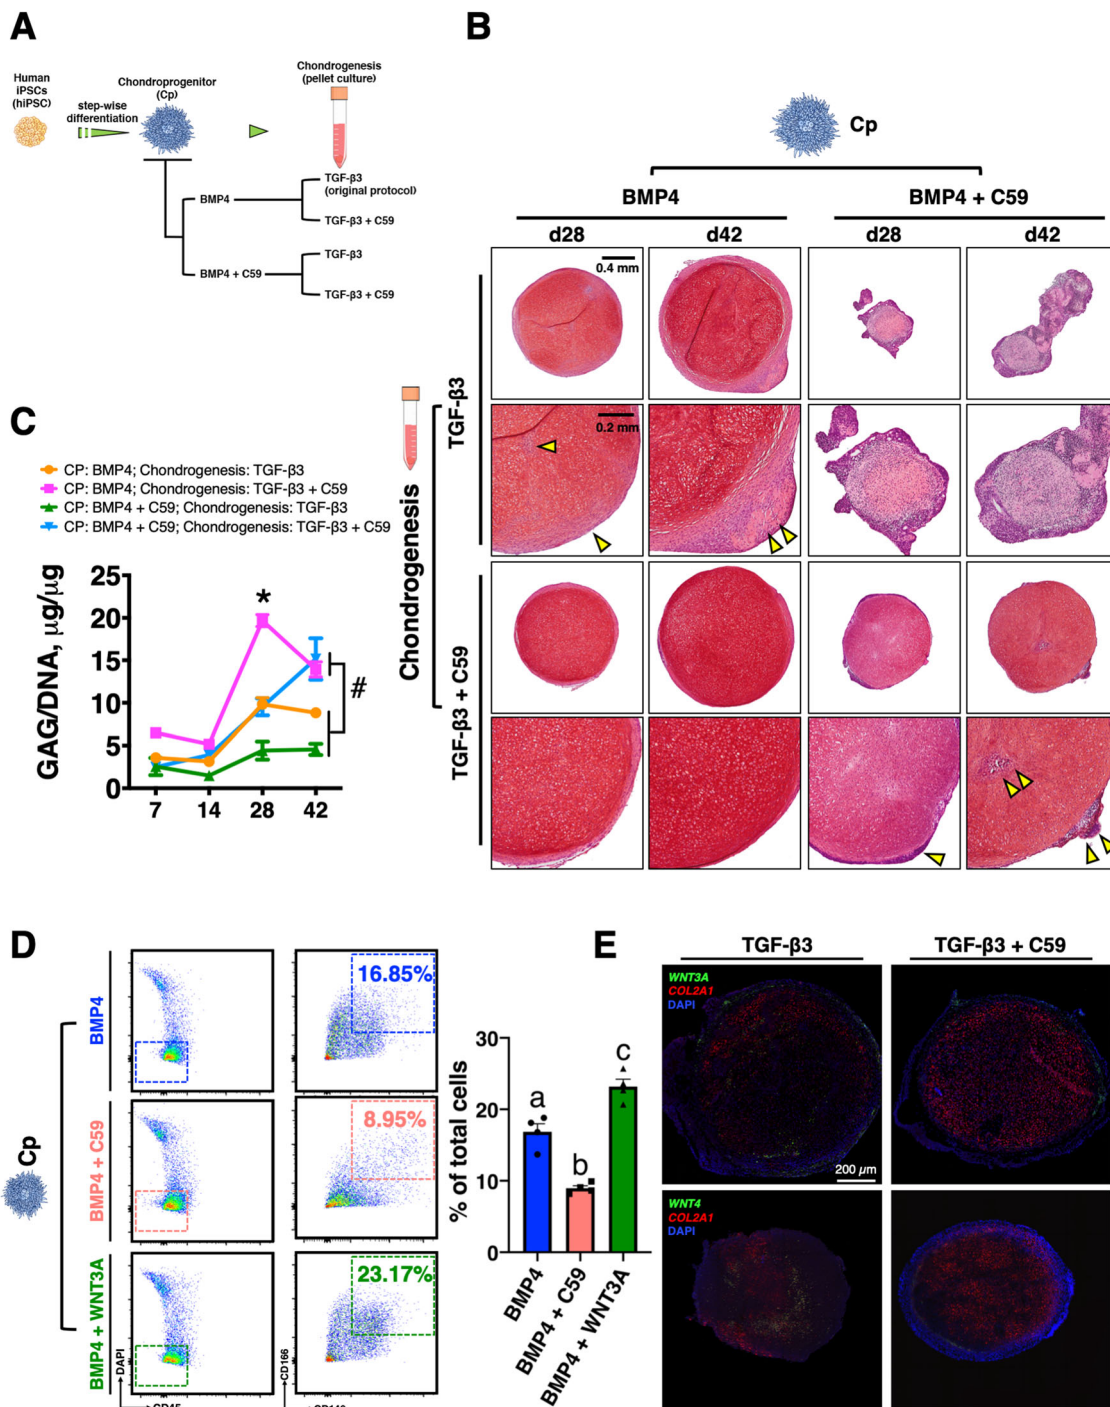 A
Human
iPSCs
(hiPSC)
step-wise
differentiation
Chondroprogenitor
(Cp)
Chondrogenesis
(pellet culture)
BMP4
TGF-β3
(original protocol)
TGF-β3 + C59
BMP4 + C59
TGF-β3
TGF-β3 + C59
B
Cp
BMP4
BMP4 + C59
d28
d42
d28
d42
0.4 mm
0.2 mm
Chondrogenesis
TGF-β3
TGF-β3 + C59
C
CP: BMP4; Chondrogenesis: TGF-β3
CP: BMP4; Chondrogenesis: TGF-β3 + C59
CP: BMP4 + C59; Chondrogenesis: TGF-β3
CP: BMP4 + C59; Chondrogenesis: TGF-β3 + C59
GAG/DNA, µg/µg
25
20
15
10
5
0
7
14
28
42
*
#
D
Cp
BMP4
16.85%
BMP4 + C59
8.95%
BMP4 + WNT3A
23.17%
DAPI
CD45
CD166
% of total cells
30
20
10
0
a
b
c
BMP4
BMP4 + C59
BMP4 + WNT3A
E
TGF-β3
TGF-β3 + C59
WNT3A
COL2A1
DAPI
200 µm
WNT4
COL2A1
DAPI